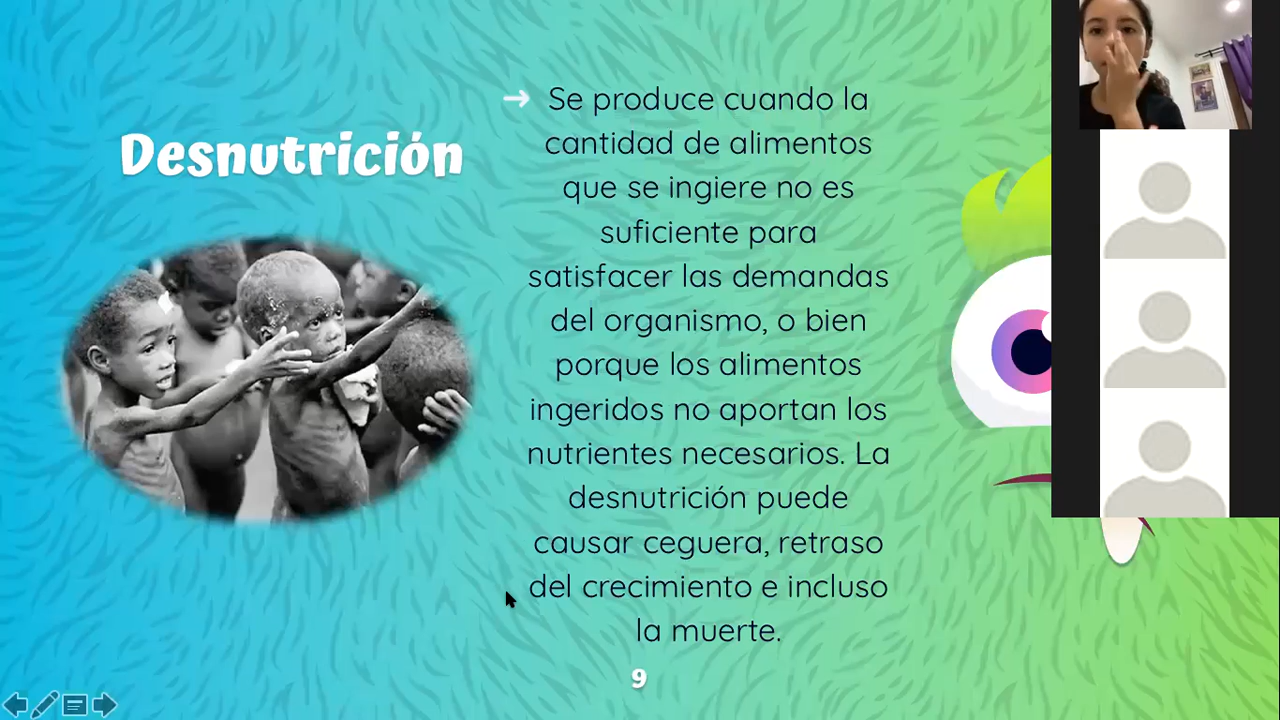 Desnutrición
→ Se produce cuando la
cantidad de alimentos
que se ingiere no es
suficiente para
satisfacer las demandas
del organismo, o bien
porque los alimentos
ingeridos no aportan los
nutrientes necesarios. La
desnutrición puede
causar ceguera, retraso
del crecimiento e incluso
la muerte.
9